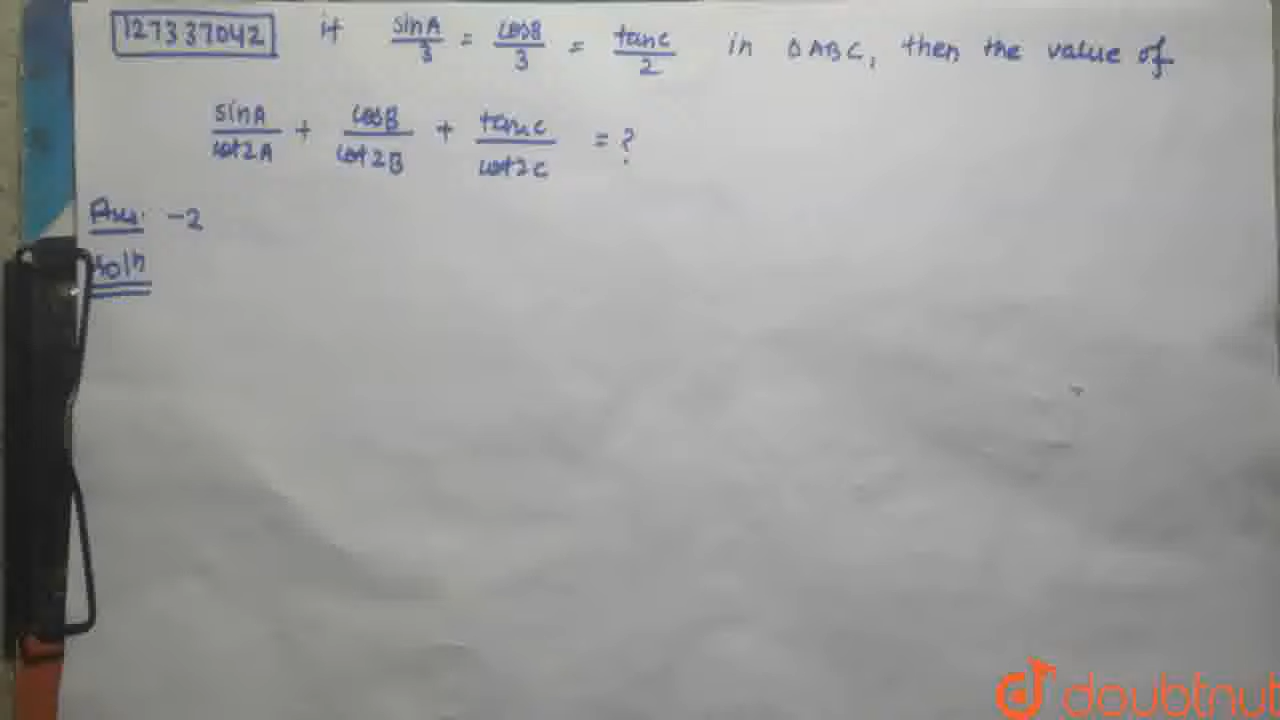 127337042 if sinA/3 = cosB/3 = tanC/2 in Δ ABC, then the value of
sinA/cot2A + cosB/cot2B + tanC/cot2C = ?
Ans: -2
Soln
doubtnut